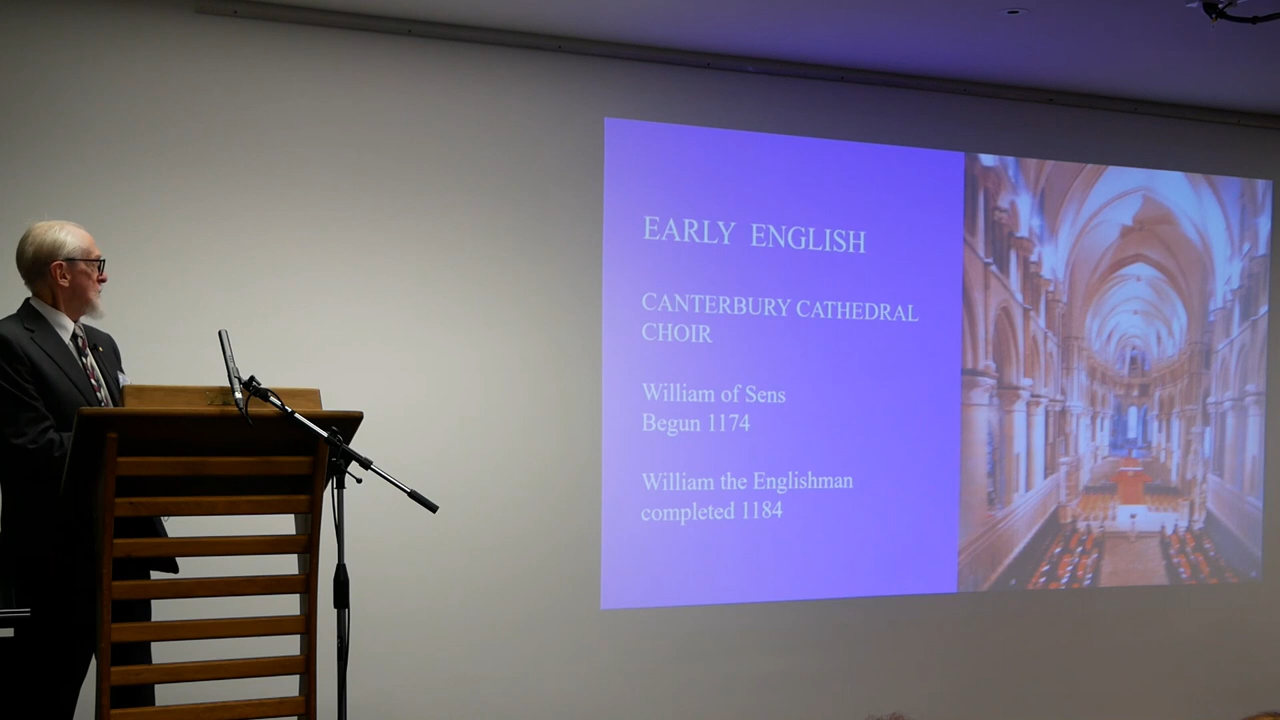 EARLY ENGLISH
CANTERBURY CATHEDRAL
CHOIR
William of Sens
Begun 1174
William the Englishman
completed 1184